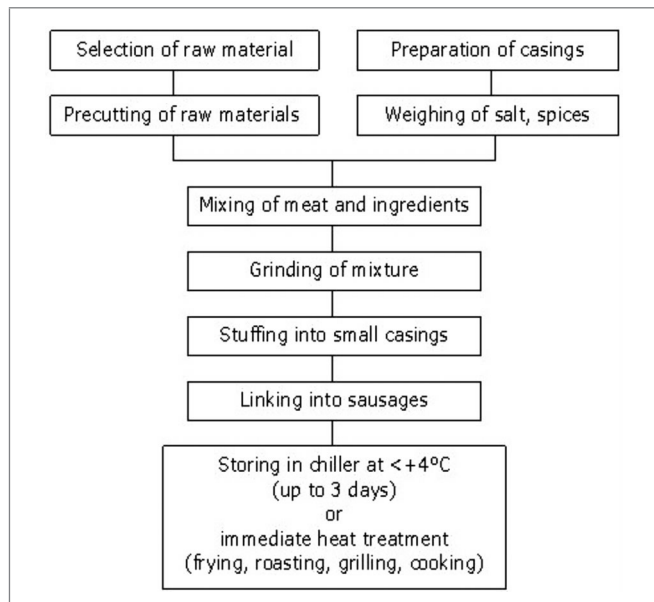 Selection of raw material
Preparation of casings
Precutting of raw materials
Weighing of salt, spices
Mixing of meat and ingredients
Grinding of mixture
Stuffing into small casings
Linking into sausages
Storing in chiller at <+4ºC
(up to 3 days)
or
immediate heat treatment
(frying, roasting, grilling, cooking)